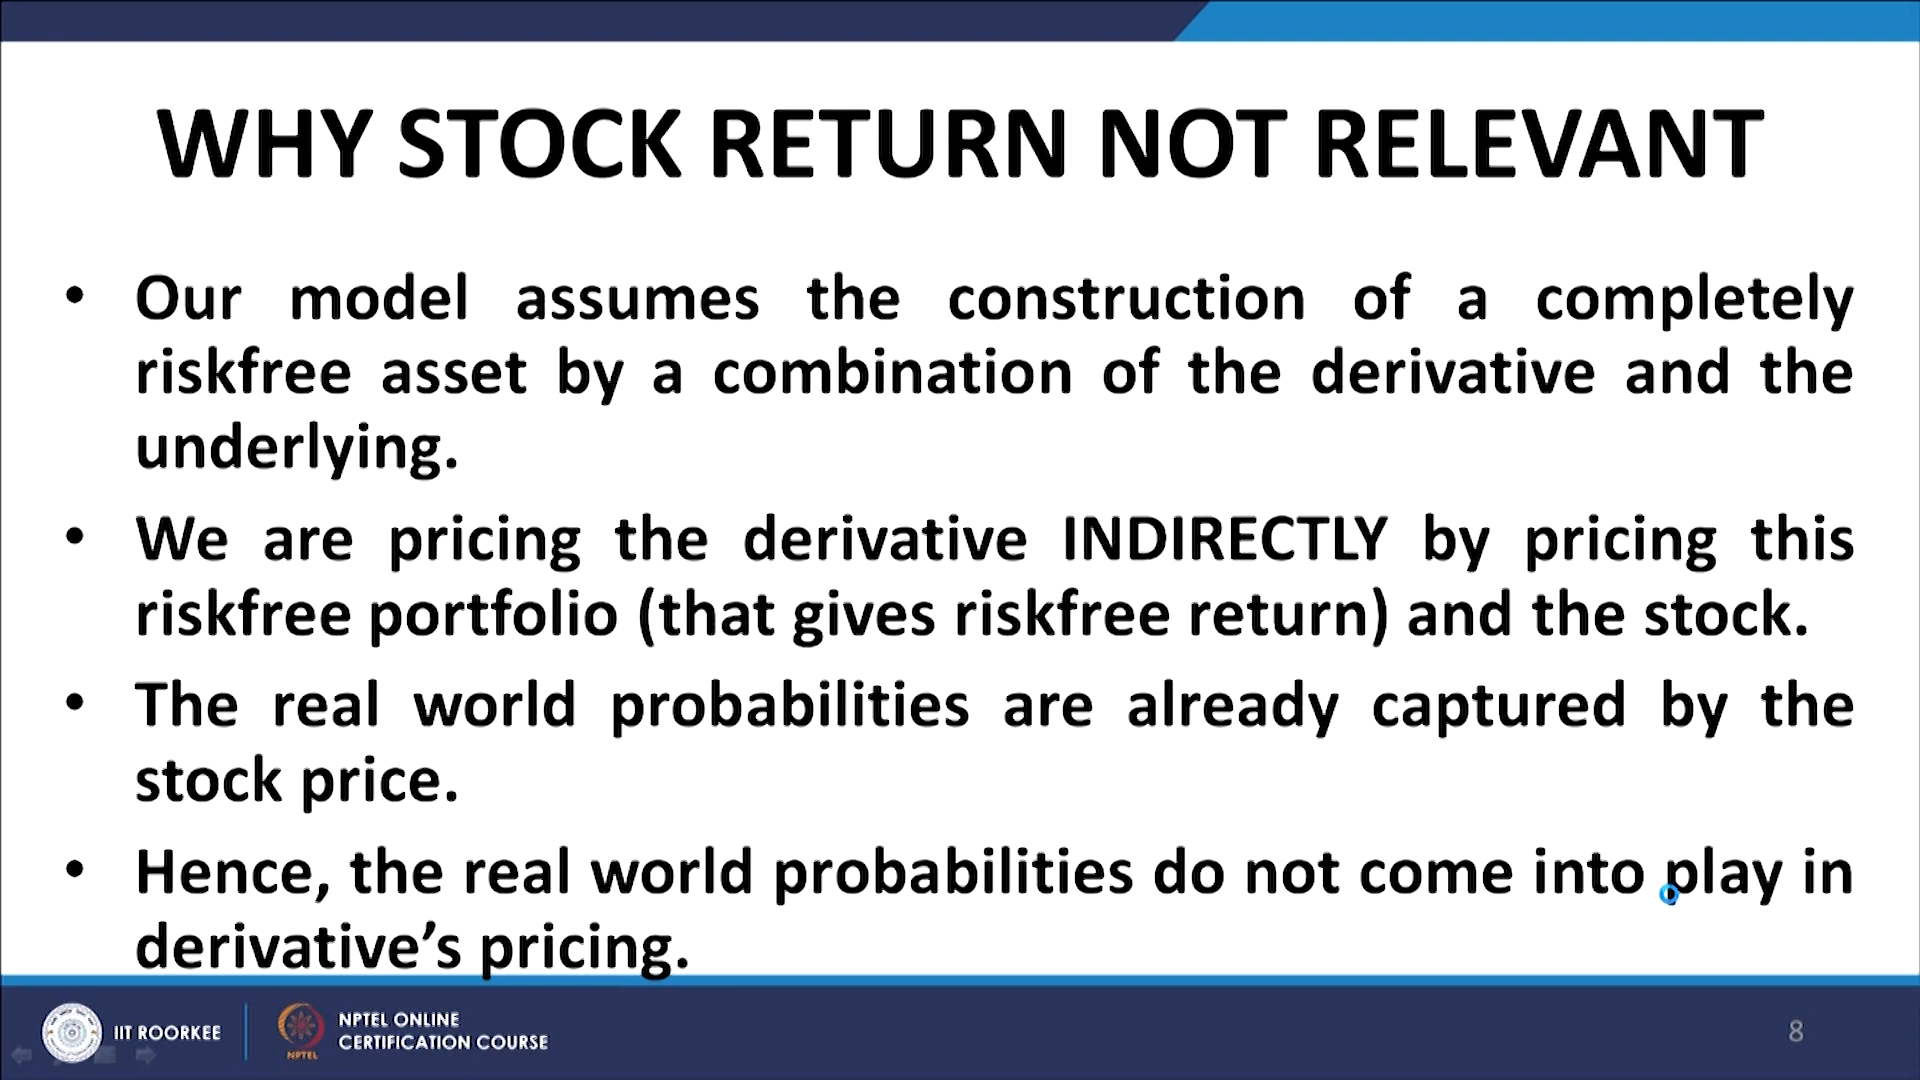 WHY STOCK RETURN NOT RELEVANT
• Our model assumes the construction of a completely
riskfree asset by a combination of the derivative and the
underlying.
• We are pricing the derivative INDIRECTLY by pricing this
riskfree portfolio (that gives riskfree return) and the stock.
• The real world probabilities are already captured by the
stock price.
• Hence, the real world probabilities do not come into play in
derivative’s pricing.
IIT ROORKEE
NPTEL
NPTEL ONLINE
CERTIFICATION COURSE
8